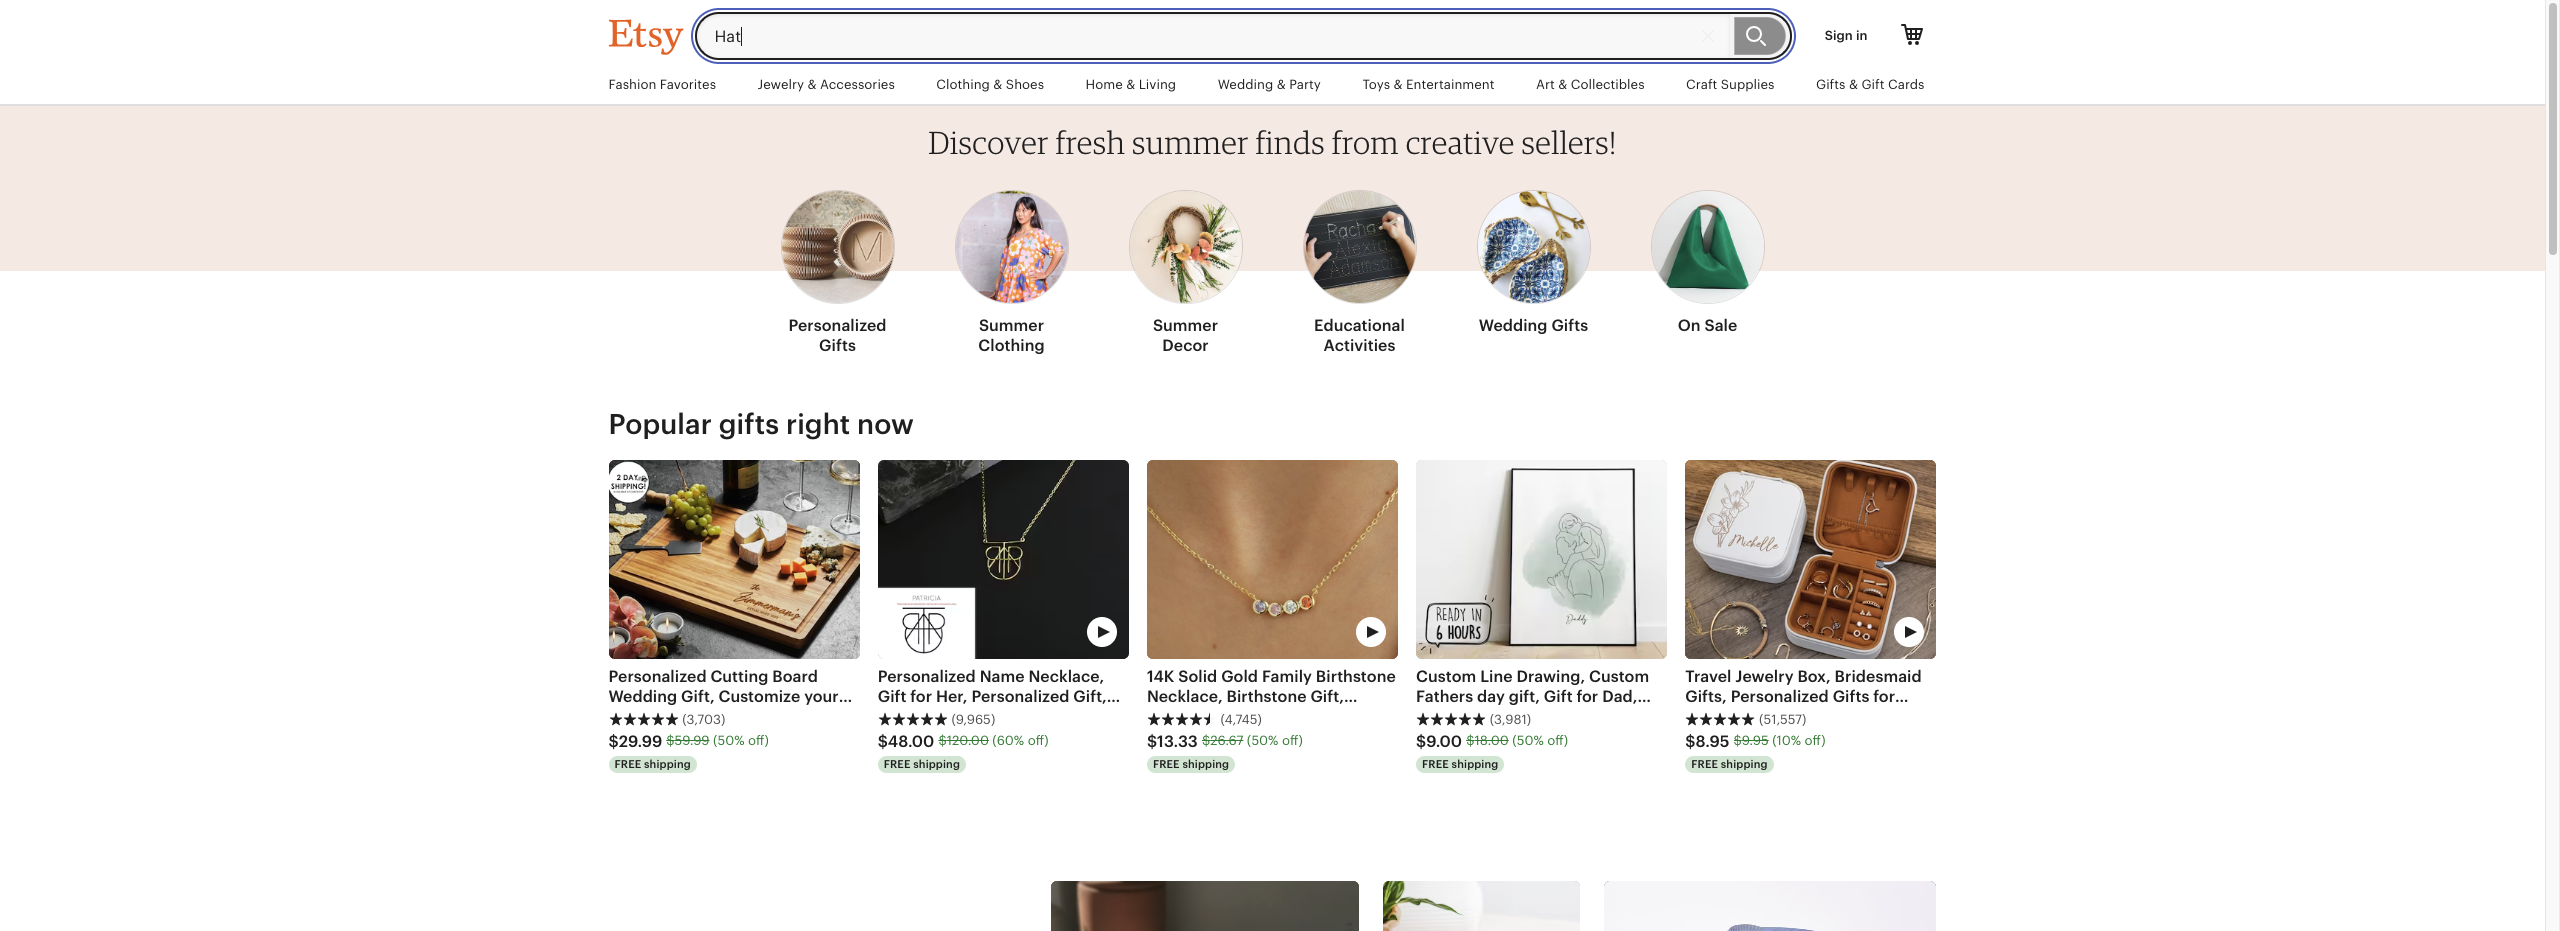 Etsy
Hat
Sign in
Fashion Favorites
Jewelry & Accessories
Clothing & Shoes
Home & Living
Wedding & Party
Toys & Entertainment
Art & Collectibles
Craft Supplies
Gifts & Gift Cards
Discover fresh summer finds from creative sellers!
M
Alexia
Adamson
Personalized
Gifts
Summer
Clothing
Summer
Decor
Educational
Activities
Wedding Gifts
On Sale
Popular gifts right now
2 DAY
SHIPPING!
The
Zimmerman's
Personalized Cutting Board
Wedding Gift, Customize your...
(3,703)
$29.99 $59.99 (50% off)
FREE shipping
PATRICIA
Personalized Name Necklace,
Gift for Her, Personalized Gift,...
(9,965)
$48.00 $120.00 (60% off)
FREE shipping
14K Solid Gold Family Birthstone
Necklace, Birthstone Gift,...
(4,745)
$13.33 $26.67 (50% off)
FREE shipping
READY IN
6 HOURS
Daddy
Custom Line Drawing, Custom
Fathers day gift, Gift for Dad,...
(3,981)
$9.00 $18.00 (50% off)
FREE shipping
Michelle
Travel Jewelry Box, Bridesmaid
Gifts, Personalized Gifts for...
(51,557)
$8.95 $9.95 (10% off)
FREE shipping